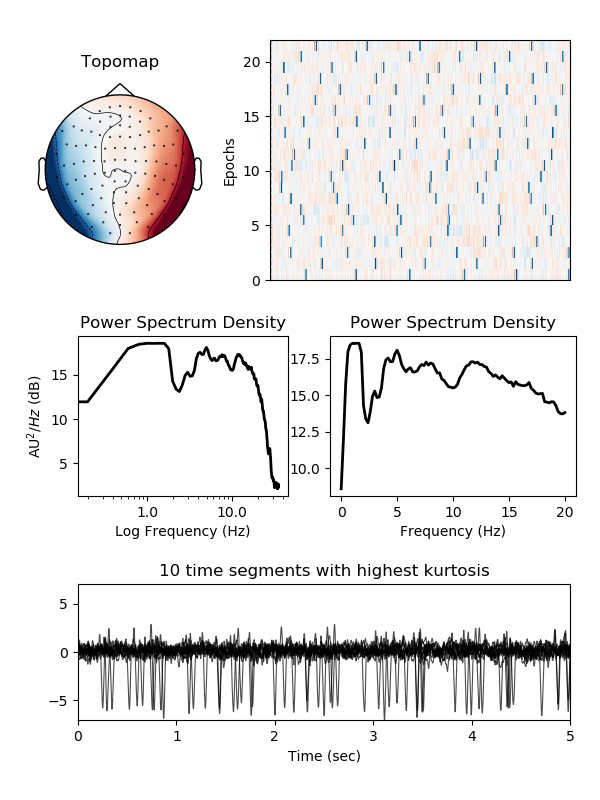 Topomap
Epochs
20
15
10
5
0
Power Spectrum Density
AU²/Hz (dB)
15
10
5
1.0 10.0
Log Frequency (Hz)
Power Spectrum Density
17.5
15.0
12.5
10.0
0 5 10 15 20
Frequency (Hz)
10 time segments with highest kurtosis
5
0
−5
0 1 2 3 4 5
Time (sec)